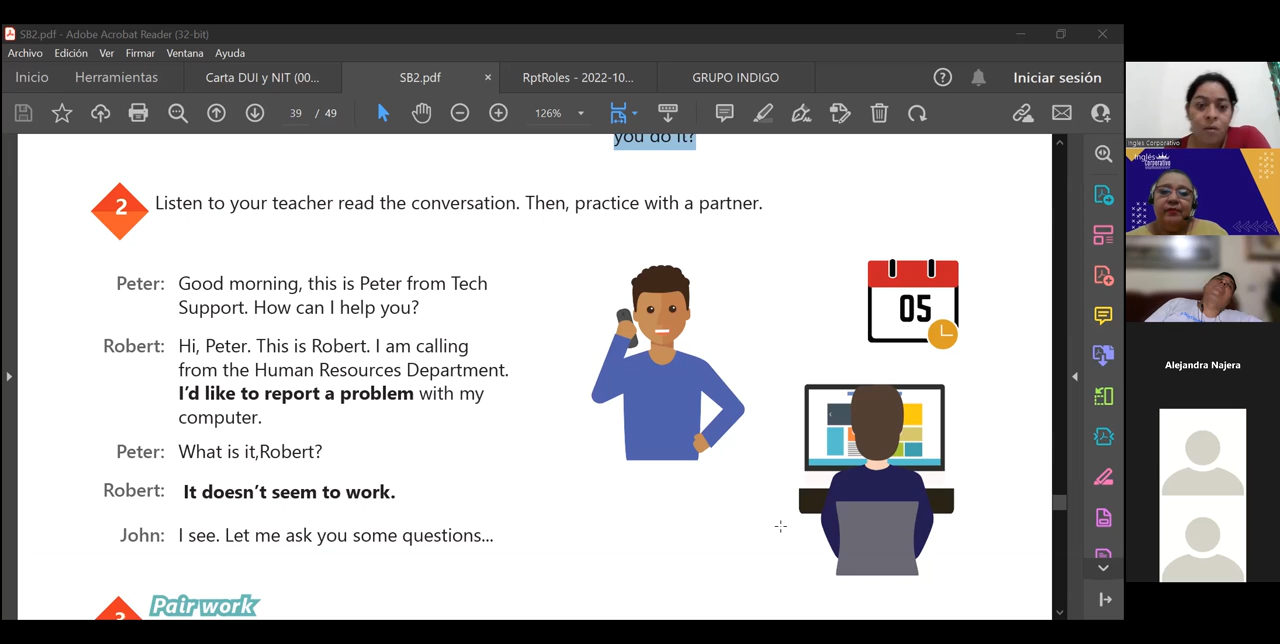 SB2.pdf - Adobe Acrobat Reader (32-bit)
Archivo Edición Ver Firmar Ventana Ayuda
Inicio Herramientas Carta DUI y NIT (00... SB2.pdf × RptRoles - 2022-10... GRUPO INDIGO Iniciar sesión
39 / 49 126%
you do it?
2 Listen to your teacher read the conversation. Then, practice with a partner.
Peter: Good morning, this is Peter from Tech
Support. How can I help you?
Robert: Hi, Peter. This is Robert. I am calling
from the Human Resources Department.
I'd like to report a problem with my
computer.
Peter: What is it,Robert?
Robert: It doesn't seem to work.
John: I see. Let me ask you some questions...
3 Pair work
05
Ingles Corporativo
Inglés
Corporativo
Alejandra Najera